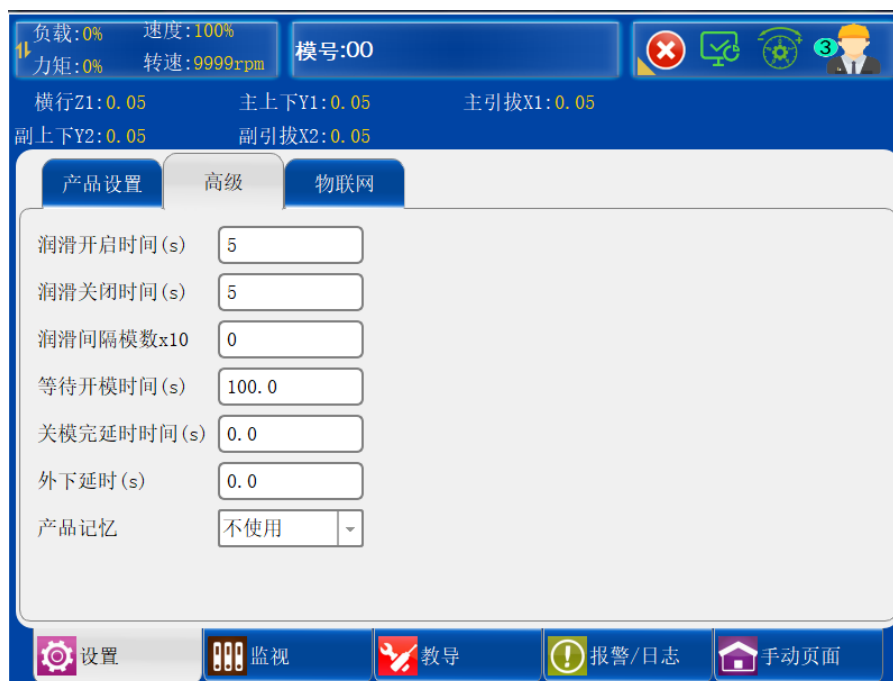 负载:0% 速度:100%
力矩:0% 转速:9999rpm
模号:00
3
横行Z1:0.05 主上下Y1:0.05 主引拔X1:0.05
副上下Y2:0.05 副引拔X2:0.05
产品设置 高级 物联网
润滑开启时间(s) 5
润滑关闭时间(s) 5
润滑间隔模数x10 0
等待开模时间(s) 100.0
关模完延时时间(s) 0.0
外下延时(s) 0.0
产品记忆 不使用
设置 监视 教导 报警/日志 手动页面